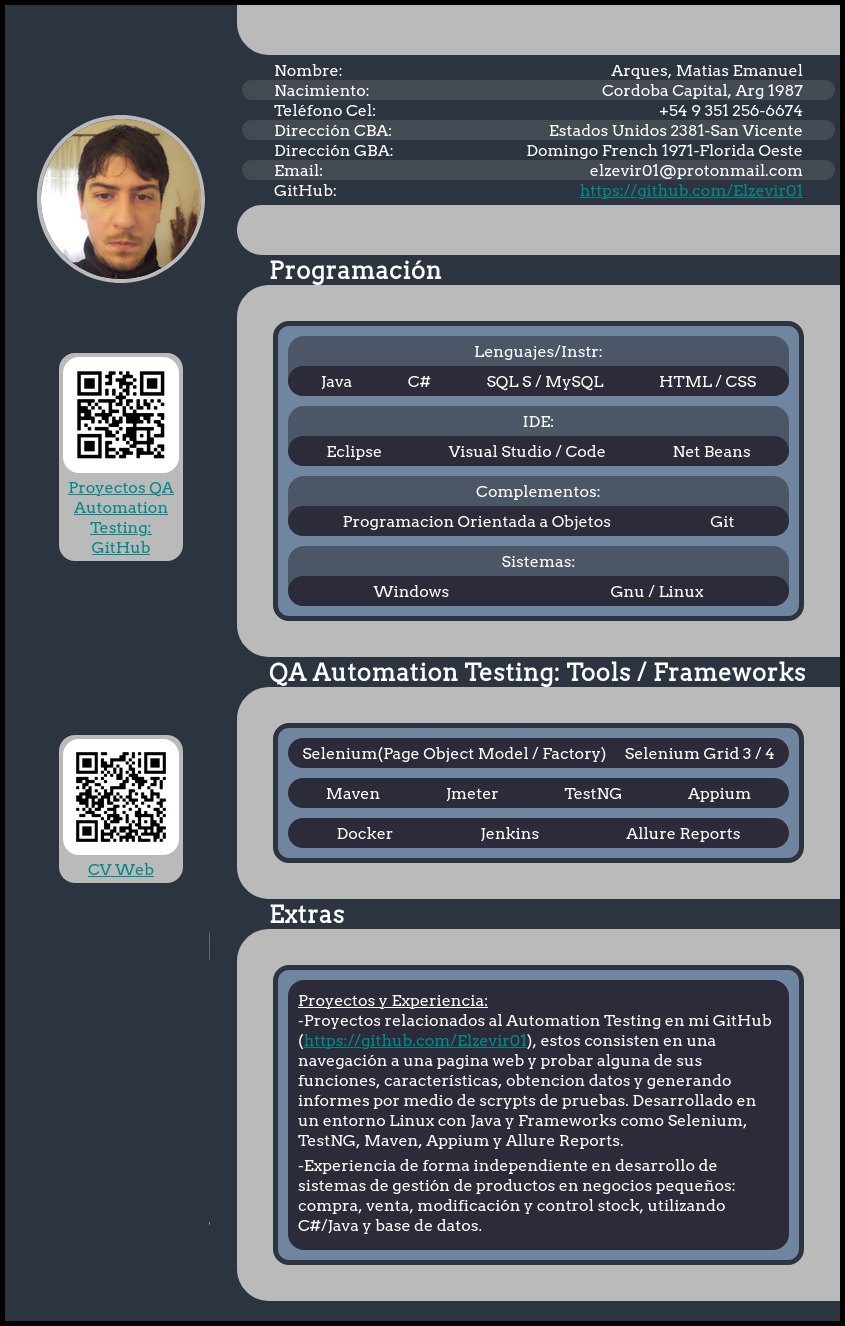 Nombre: Arques, Matias Emanuel
Nacimiento: Cordoba Capital, Arg 1987
Teléfono Cel: +54 9 351 256-6674
Dirección CBA: Estados Unidos 2381-San Vicente
Dirección GBA: Domingo French 1971-Florida Oeste
Email: elzevir01@protonmail.com
GitHub: https://github.com/Elzevir01
Proyectos QA
Automation
Testing:
GitHub
CV Web
Programación
Lenguajes/Instr:
Java C# SQL S / MySQL HTML / CSS
IDE:
Eclipse Visual Studio / Code Net Beans
Complementos:
Programacion Orientada a Objetos Git
Sistemas:
Windows Gnu / Linux
QA Automation Testing: Tools / Frameworks
Selenium(Page Object Model / Factory) Selenium Grid 3 / 4
Maven Jmeter TestNG Appium
Docker Jenkins Allure Reports
Extras
Proyectos y Experiencia:
-Proyectos relacionados al Automation Testing en mi GitHub
(https://github.com/Elzevir01), estos consisten en una
navegación a una pagina web y probar alguna de sus
funciones, características, obtencion datos y generando
informes por medio de scrypts de pruebas. Desarrollado en
un entorno Linux con Java y Frameworks como Selenium,
TestNG, Maven, Appium y Allure Reports.
-Experiencia de forma independiente en desarrollo de
sistemas de gestión de productos en negocios pequeños:
compra, venta, modificación y control stock, utilizando
C#/Java y base de datos.